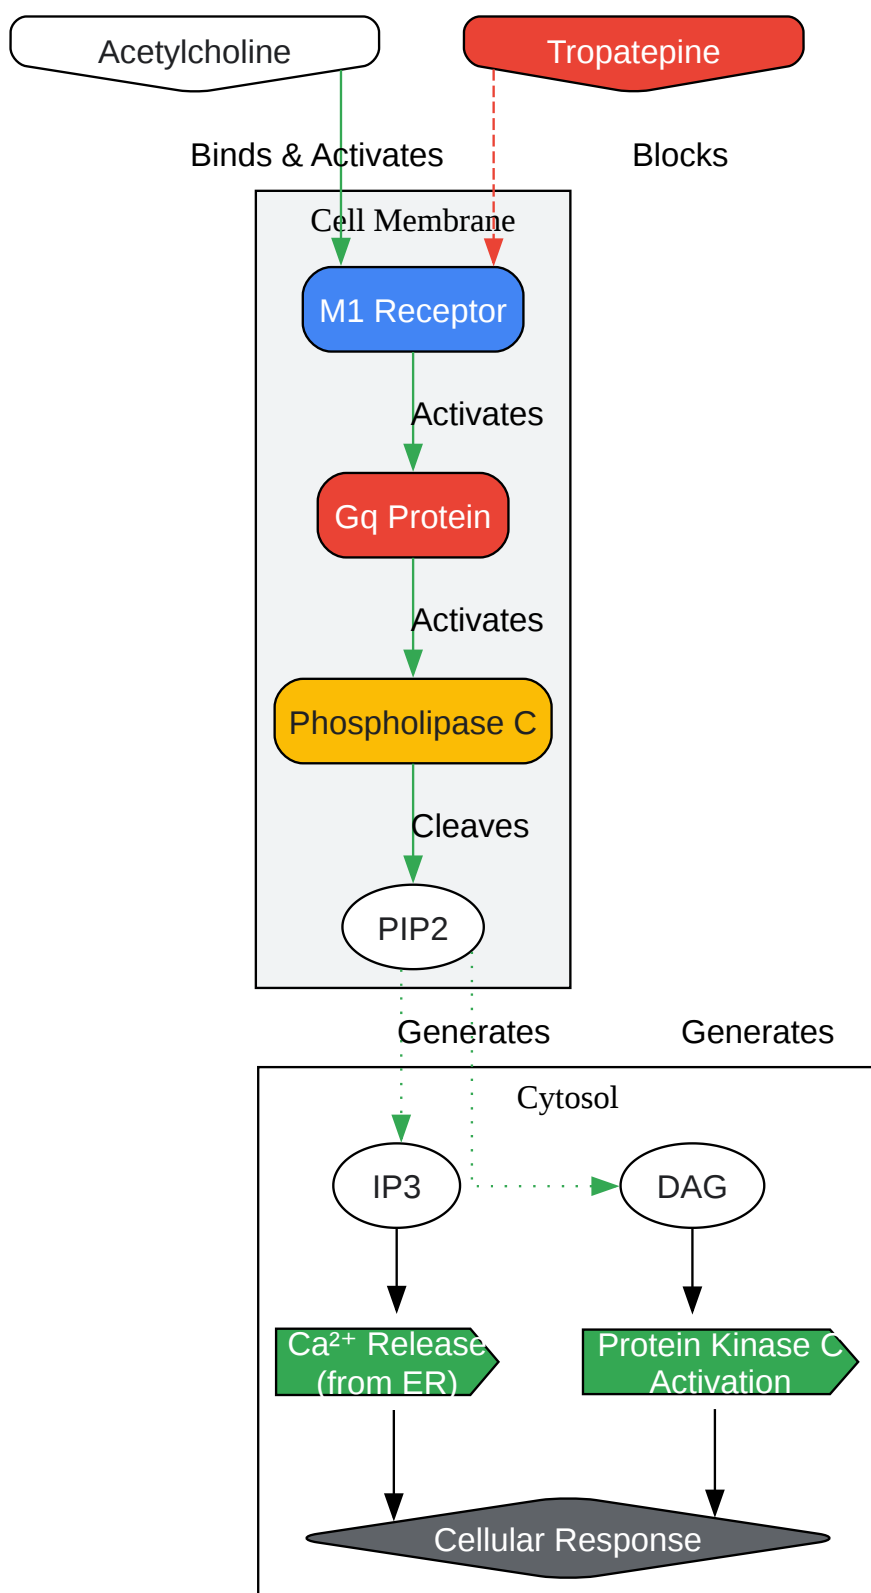 Acetylcholine
Tropatepine
Binds & Activates
Blocks
Cell Membrane
M1 Receptor
Activates
Gq Protein
Activates
Phospholipase C
Cleaves
PIP2
Generates
Generates
Cytosol
IP3
DAG
Ca²⁺ Release
(from ER)
Protein Kinase C
Activation
Cellular Response